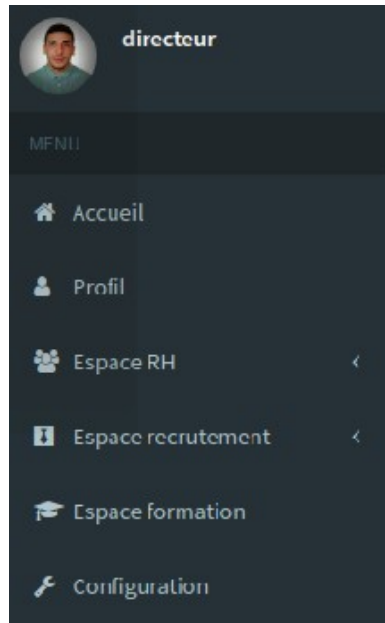 directeur
MENU
Accueil
Profil
Espace RH
Espace recrutement
Espace formation
Configuration